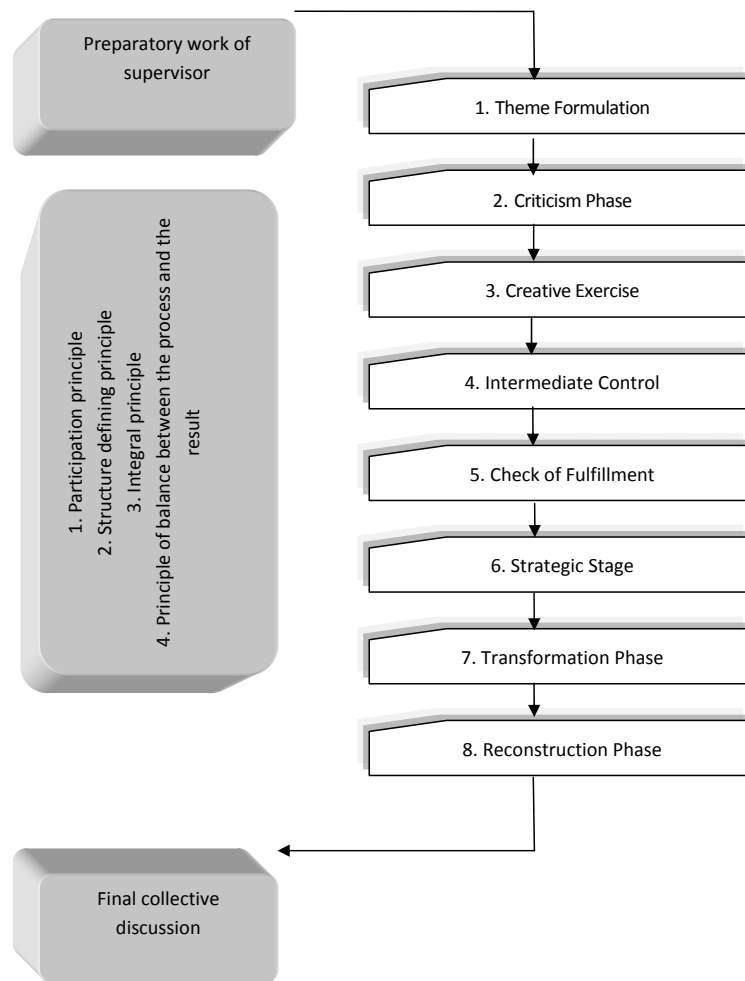 Preparatory work of
supervisor
1. Theme Formulation
2. Criticism Phase
3. Creative Exercise
4. Intermediate Control
5. Check of Fulfillment
6. Strategic Stage
7. Transformation Phase
8. Reconstruction Phase
1. Participation principle
2. Structure defining principle
3. Integral principle
4. Principle of balance between the process and the
result
Final collective
discussion